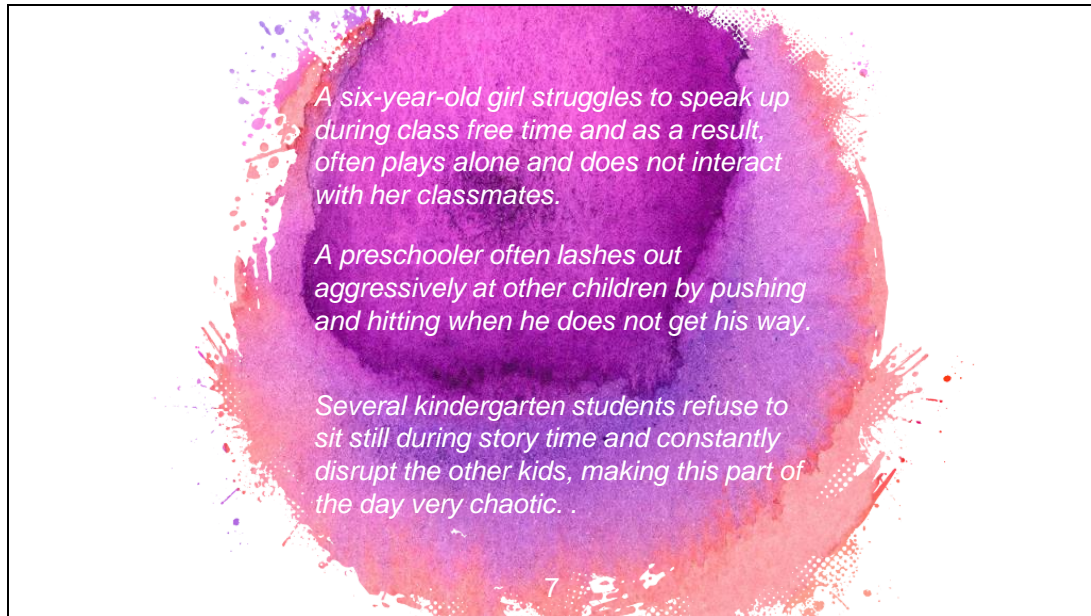 A six-year-old girl struggles to speak up
during class free time and as a result,
often plays alone and does not interact
with her classmates.
A preschooler often lashes out
aggressively at other children by pushing
and hitting when he does not get his way.
Several kindergarten students refuse to
sit still during story time and constantly
disrupt the other kids, making this part of
the day very chaotic. .
7